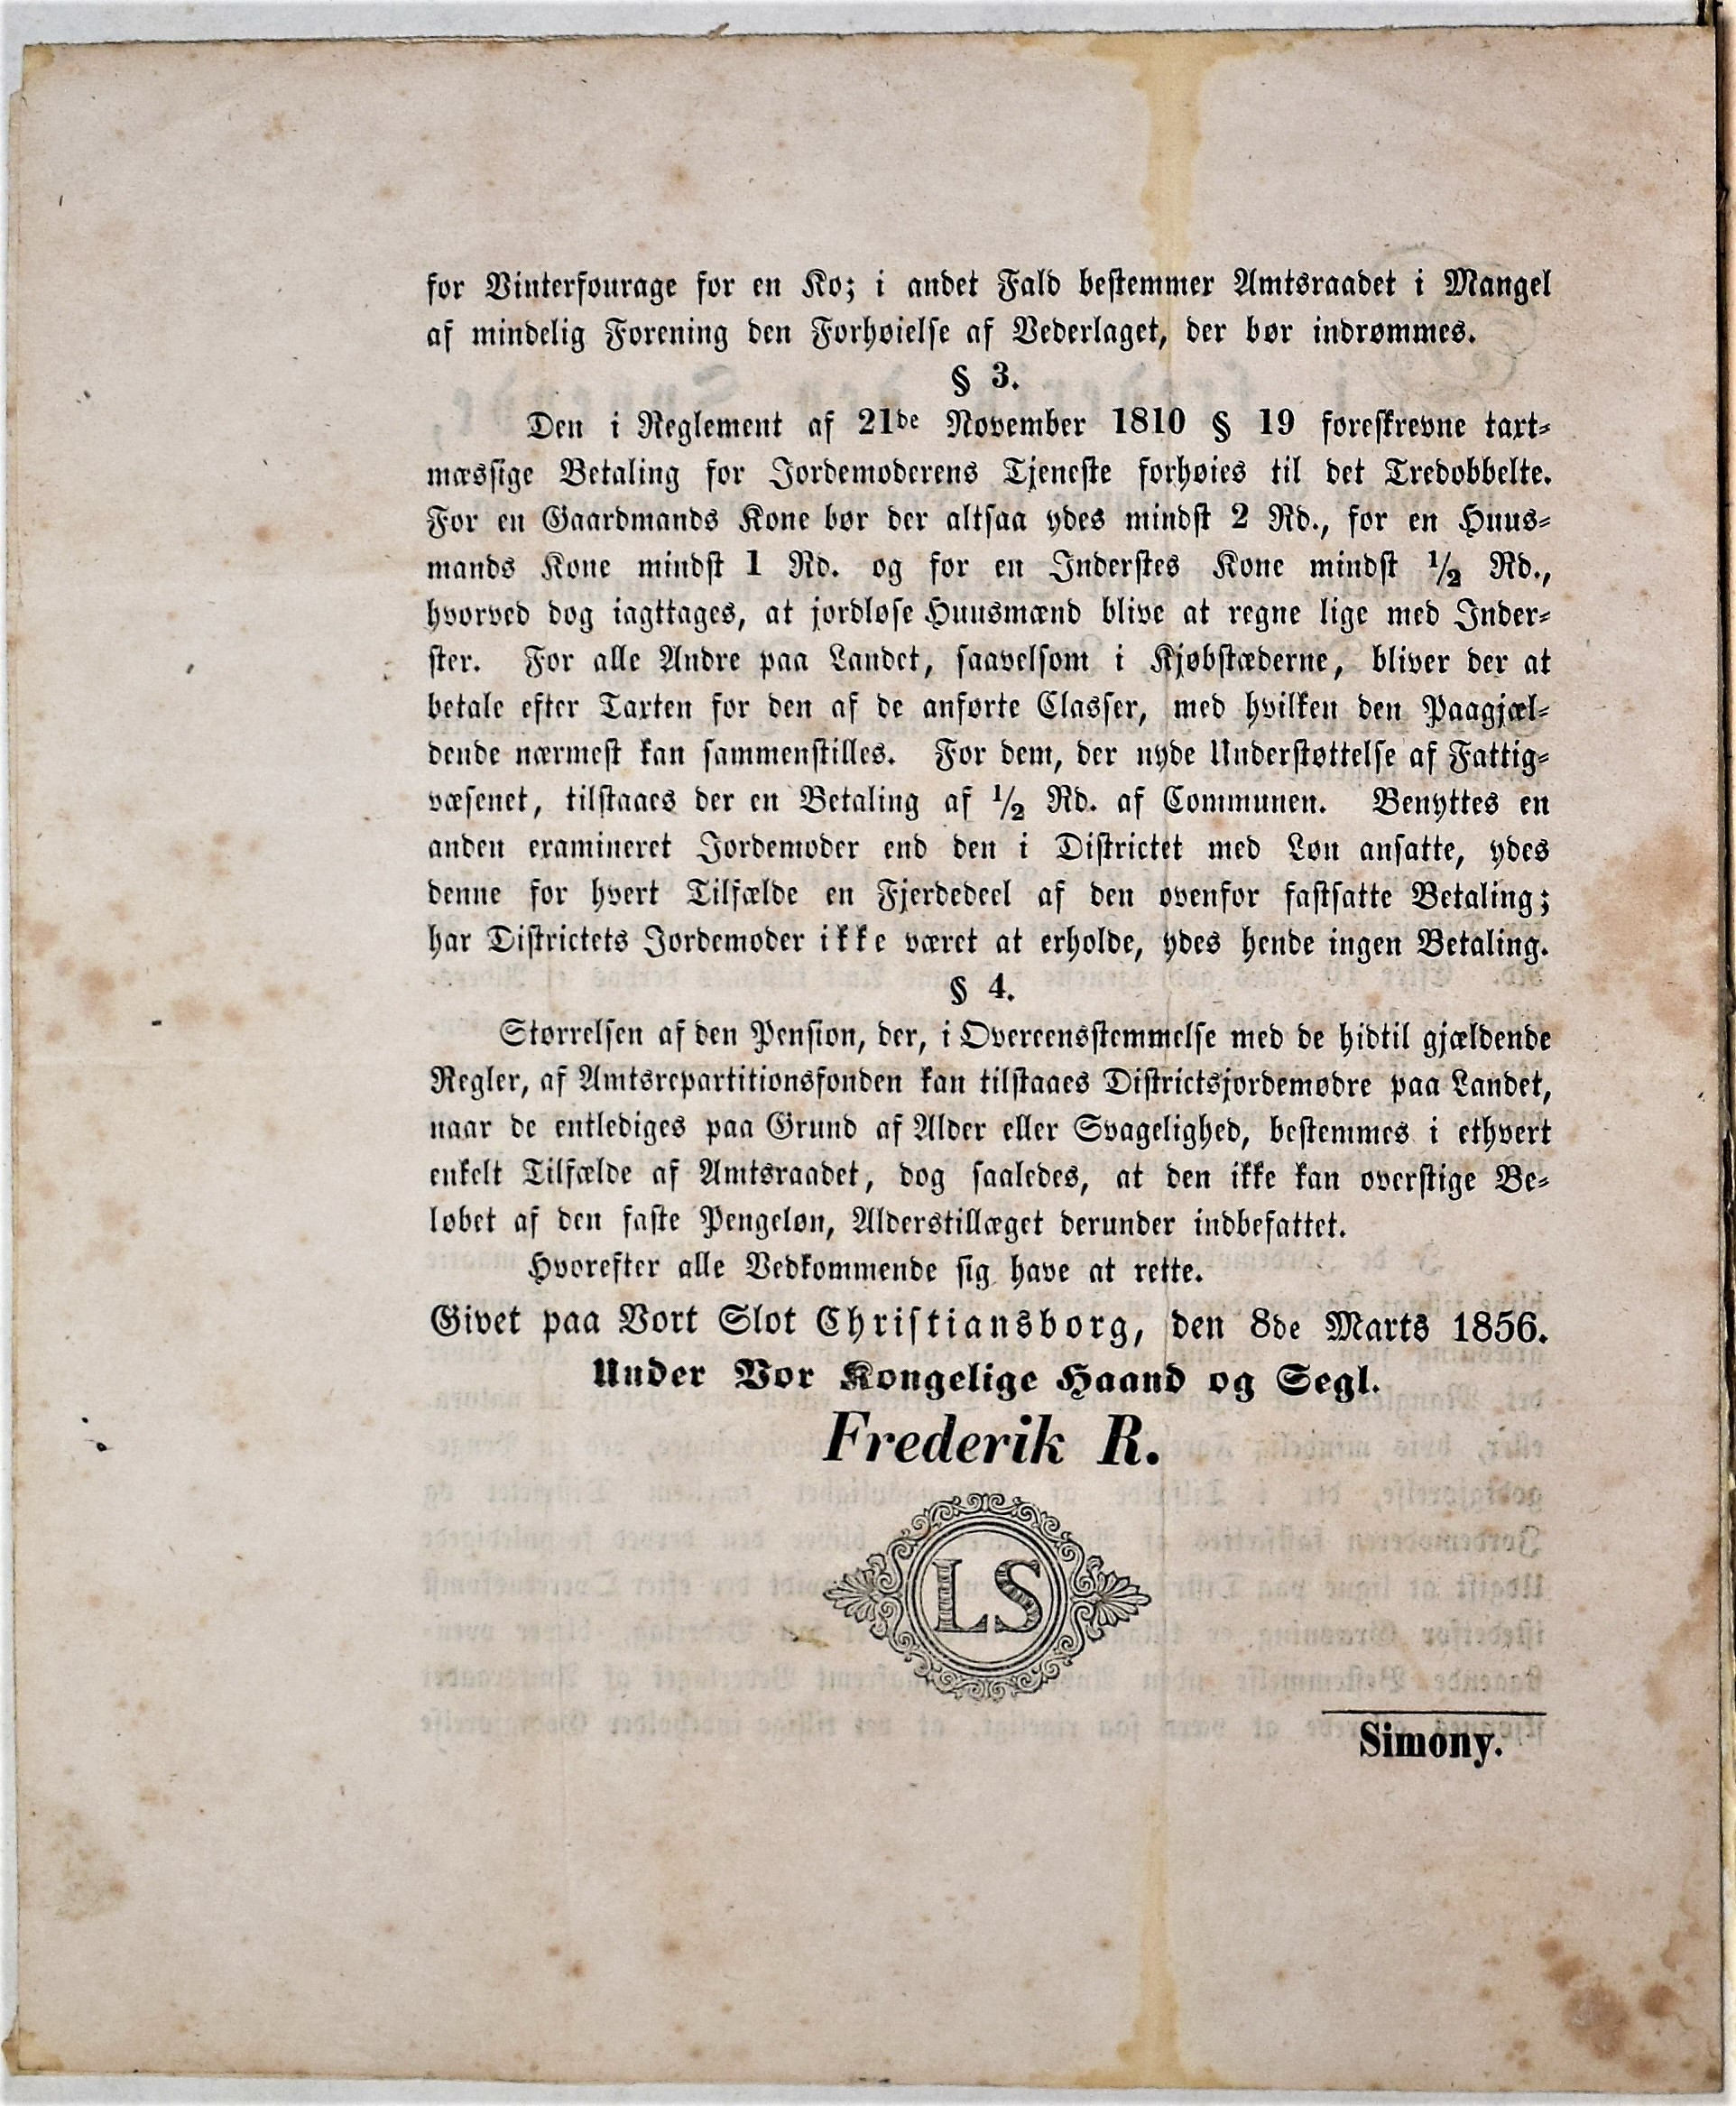 for Vinterfourage for en Ko; i andet Fald bestemmer Amtsraadet i Mangel
af mindelig Forening den Forhøielse af Vederlaget, der bør indrømmes.
§ 3.
Den i Reglement af 21de November 1810 § 19 foreskrevne taxt-
mæssige Betaling for Jordemoderens Tjeneste forhøies til det Tredobbelte.
For en Gaardmands Kone bør der altsaa ydes mindst 2 Rd., for en Huus-
mands Kone mindst 1 Rd. og for en Inderstes Kone mindst 1/2 Rd.,
hvorved dog iagttages, at jordløse Huusmænd blive at regne lige med Inder-
ster. For alle Andre paa Landet, saavelsom i Kjøbstæderne, bliver der at
betale efter Taxten for den af de anførte Classer, med hvilken den Paagjæl-
dende nærmest kan sammenstilles. For dem, der nyde Understøttelse af Fattig-
væsenet, tilstaaes der en Betaling af 1/2 Rd. af Communen. Benyttes en
anden examineret Jordemoder end den i Districtet med Løn ansatte, ydes
denne for hvert Tilfælde en Fjerdedeel af den ovenfor fastsatte Betaling;
har Districtets Jordemoder ikke været at erholde, ydes hende ingen Betaling.
§ 4.
Størrelsen af den Pension, der, i Overeensstemmelse med de hidtil gjældende
Regler, af Amtsrepartitionsfonden kan tilstaaes Districtsjordemødre paa Landet,
naar de entlediges paa Grund af Alder eller Svagelighed, bestemmes i ethvert
enkelt Tilfælde af Amtsraadet, dog saaledes, at den ikke kan overstige Be-
løbet af den faste Pengeløn, Alderstillæget derunder indbefattet.
Hvorefter alle Vedkommende sig have at rette.
Givet paa Vort Slot Christiansborg, den 8de Marts 1856.
Under Vor Kongelige Haand og Segl.
Frederik R.
LS
Simony.